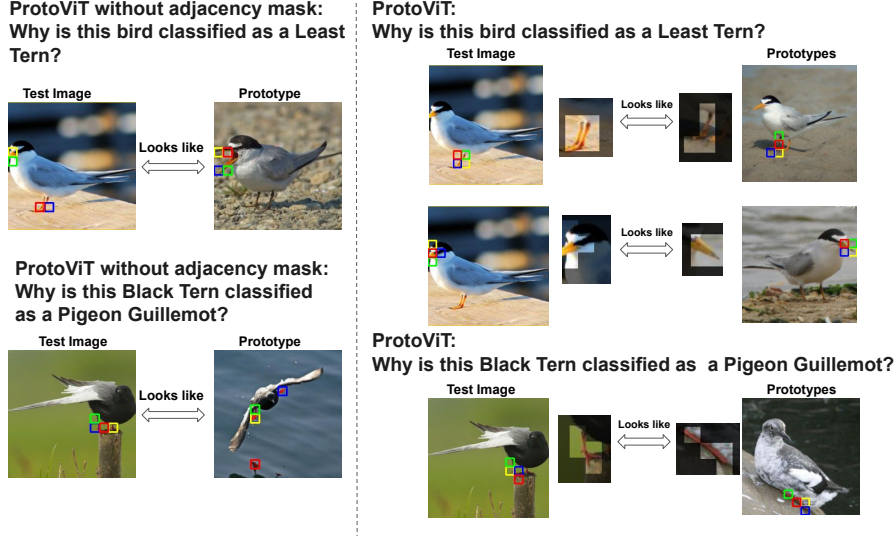 ProtoViT without adjacency mask:
Why is this bird classified as a Least
Tern?
Test Image
Prototype
Looks like
ProtoViT without adjacency mask:
Why is this Black Tern classified
as a Pigeon Guillemot?
Test Image
Prototype
Looks like
ProtoViT:
Why is this bird classified as a Least Tern?
Test Image
Prototypes
Looks like
Looks like
ProtoViT:
Why is this Black Tern classified as a Pigeon Guillemot?
Test Image
Prototypes
Looks like